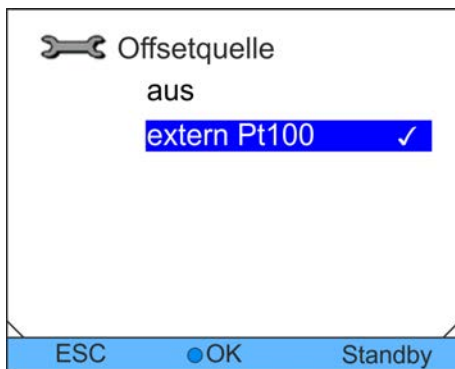 Offsetquelle
aus
extern Pt100 ✓
ESC OK Standby